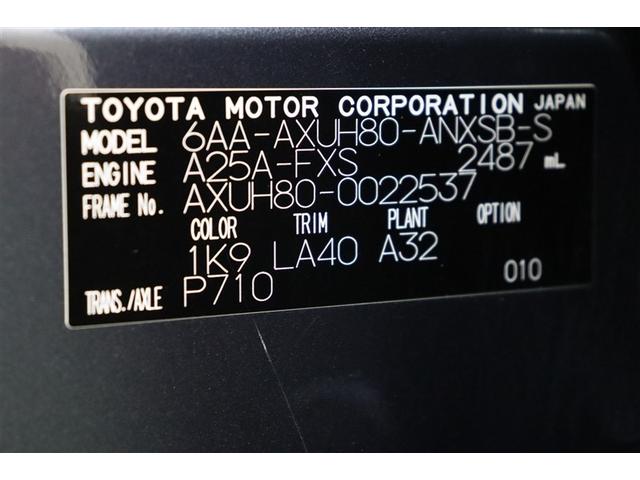 TOYOTA MOTOR CORPORATION JAPAN
MODEL 6AA-AXUH80-ANXSB-S
ENGINE A25A-FXS 2487 mL
FRAME No. AXUH80-0022537
COLOR TRIM PLANT OPTION
1K9 LA40 A32
TRANS./AXLE P710 010